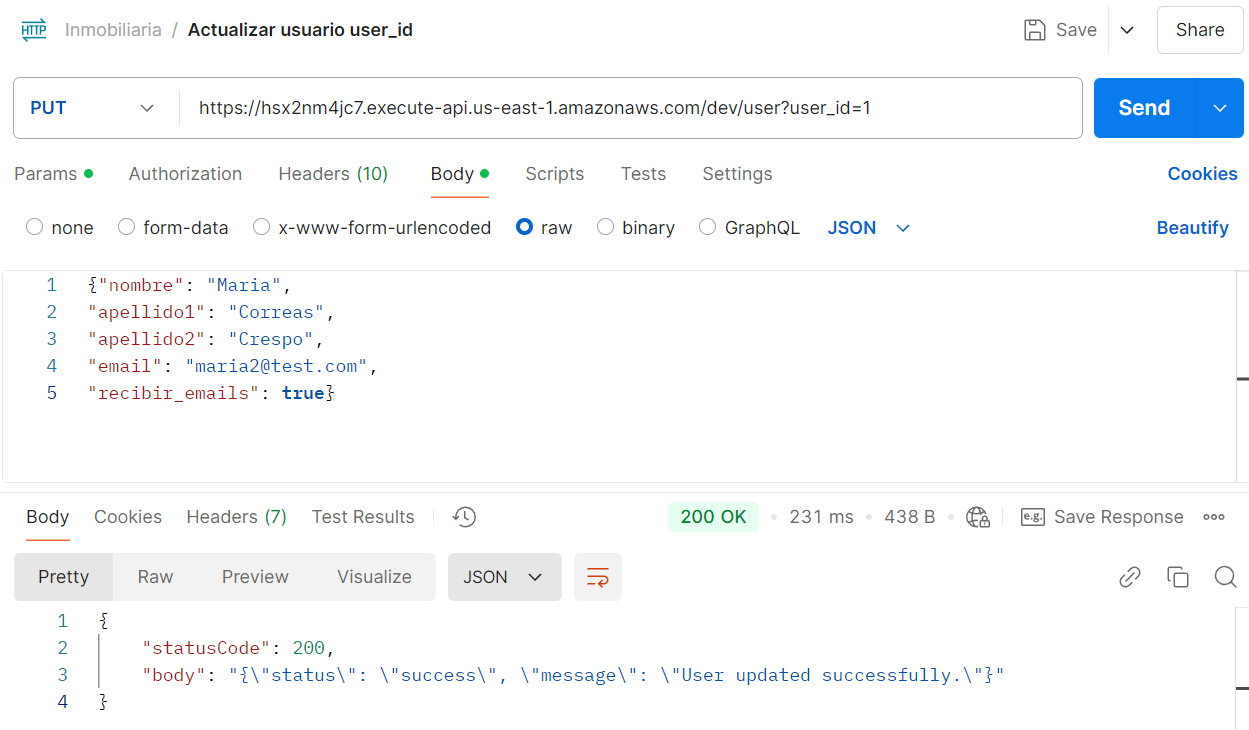 HTTP Inmobiliaria / Actualizar usuario user_id Save Share
PUT https://hsx2nm4jc7.execute-api.us-east-1.amazonaws.com/dev/user?user_id=1 Send
Params Authorization Headers (10) Body Scripts Tests Settings Cookies
none form-data x-www-form-urlencoded raw binary GraphQL JSON Beautify
1 {"nombre": "Maria",
2 "apellido1": "Correas",
3 "apellido2": "Crespo",
4 "email": "maria2@test.com",
5 "recibir_emails": true}
Body Cookies Headers (7) Test Results 200 OK 231 ms 438 B e.g. Save Response
Pretty Raw Preview Visualize JSON
1 {
2 "statusCode": 200,
3 "body": "{\"status\": \"success\", \"message\": \"User updated successfully.\"}"
4 }